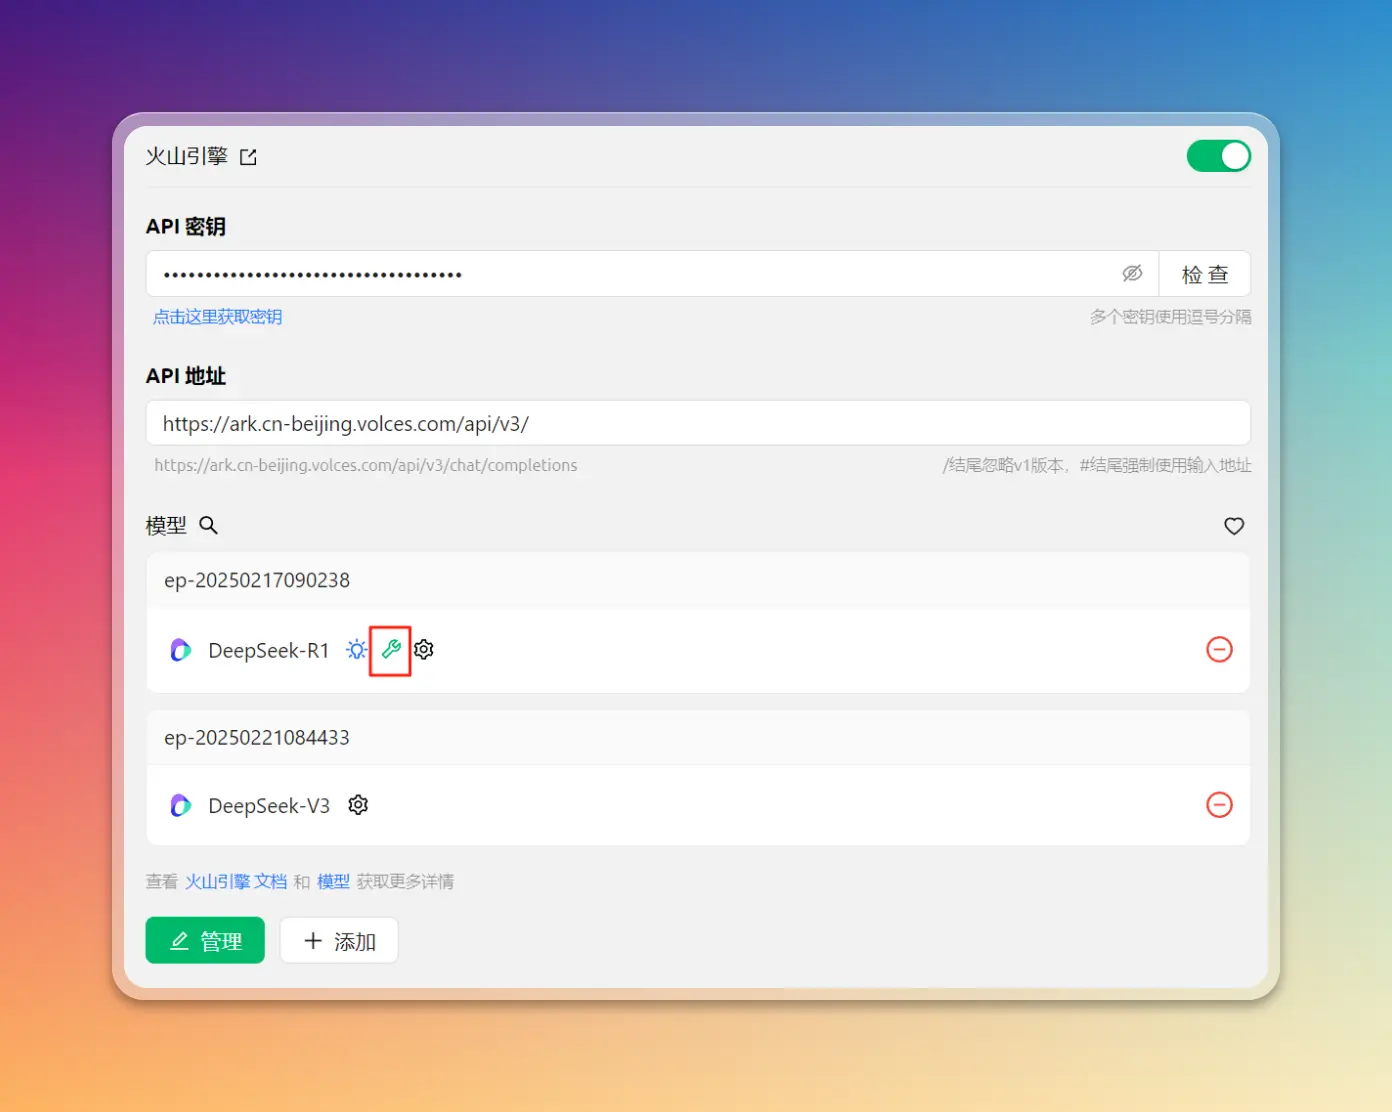 火山引擎
API 密钥
••••••••••••••••••••••••••••••••••••
检 查
点击这里获取密钥
多个密钥使用逗号分隔
API 地址
https://ark.cn-beijing.volces.com/api/v3/
https://ark.cn-beijing.volces.com/api/v3/chat/completions
/结尾忽略v1版本，#结尾强制使用输入地址
模型
ep-20250217090238
DeepSeek-R1
ep-20250221084433
DeepSeek-V3
查看 火山引擎 文档 和 模型 获取更多详情
管理
添加